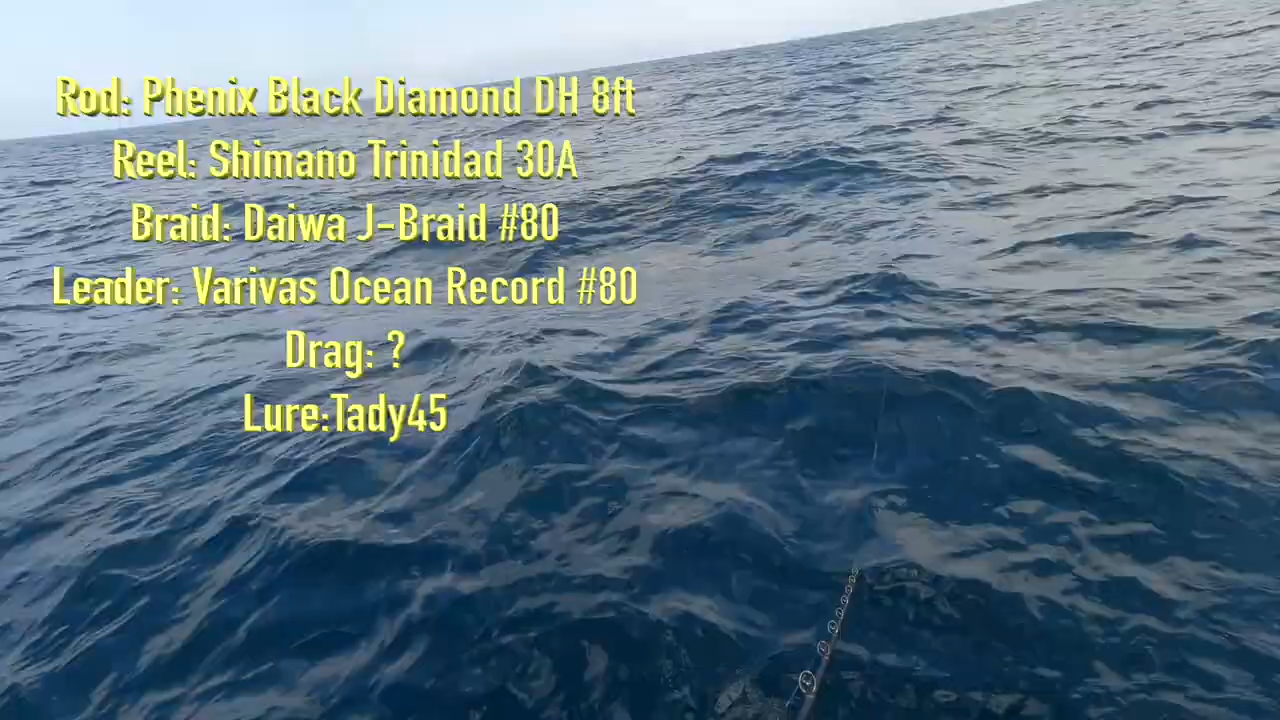 Rod: Phenix Black Diamond DH 8ft
Reel: Shimano Trinidad 30A
Braid: Daiwa J-Braid #80
Leader: Varivas Ocean Record #80
Drag: ?
Lure:Tady45